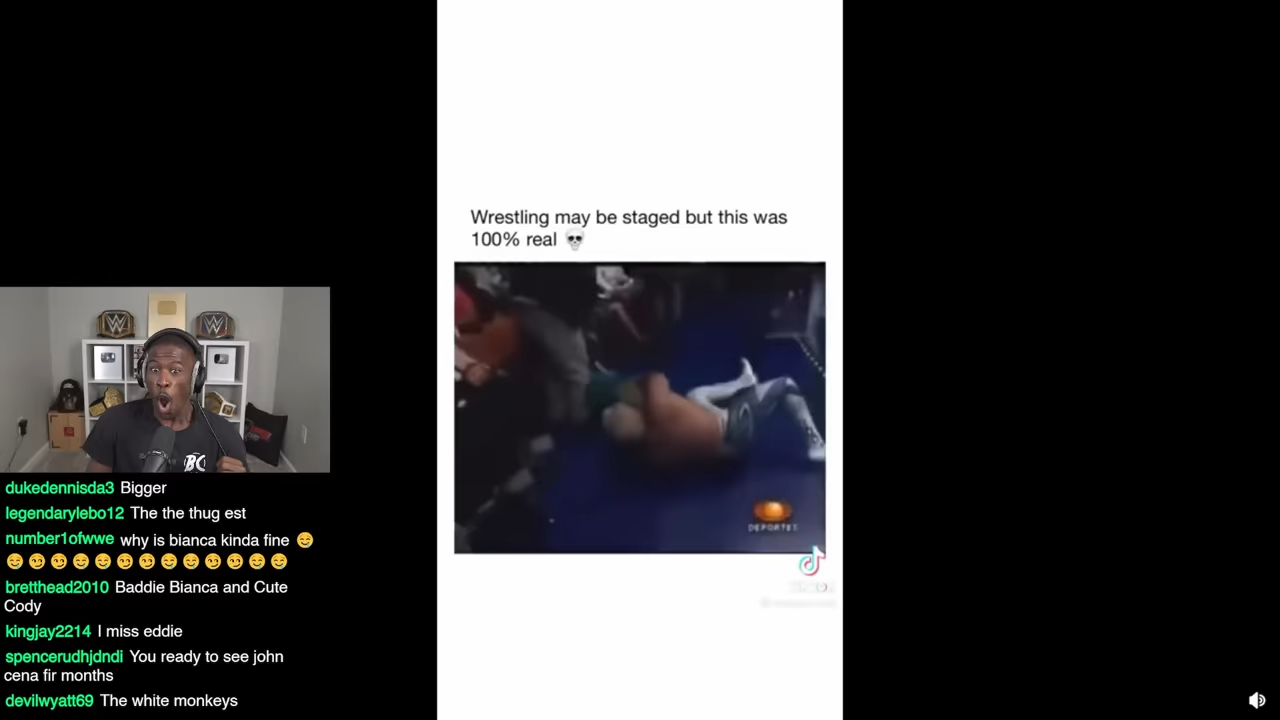 Wrestling may be staged but this was
100% real 💀
DEPORTES
BC
dukedennisda3 Bigger
legendarylebo12 The the thug est
number1ofwwe why is bianca kinda fine 😊
😊😏😏😊😊😏😏😊😊😏😏😊😊
bretthead2010 Baddie Bianca and Cute
Cody
kingjay2214 I miss eddie
spencerudhjdndi You ready to see john
cena fir months
devilwyatt69 The white monkeys